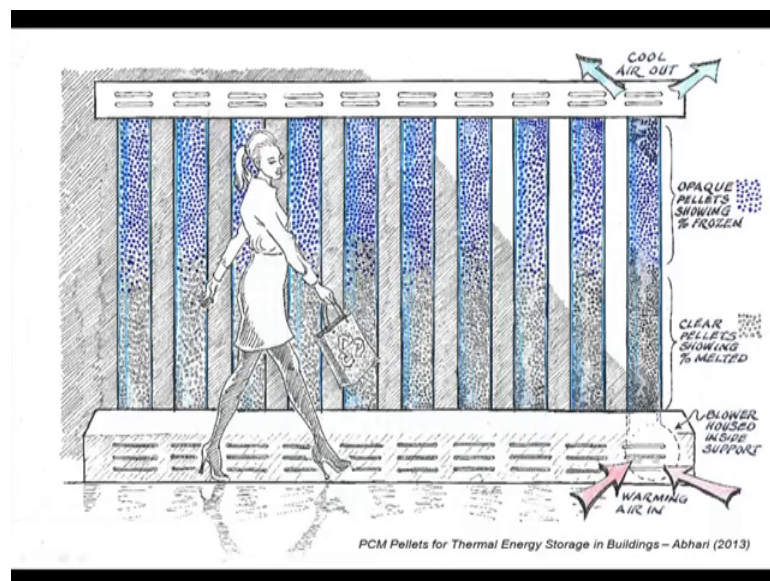 COOL
AIR OUT
OPAQUE
PELLETS
SHOWING
% FROZEN
CLEAR
PELLETS
SHOWING
% MELTED
BLOWER
HOUSED
INSIDE
SUPPORT
WARMING
AIR IN
PCM Pellets for Thermal Energy Storage in Buildings – Abhari (2013)